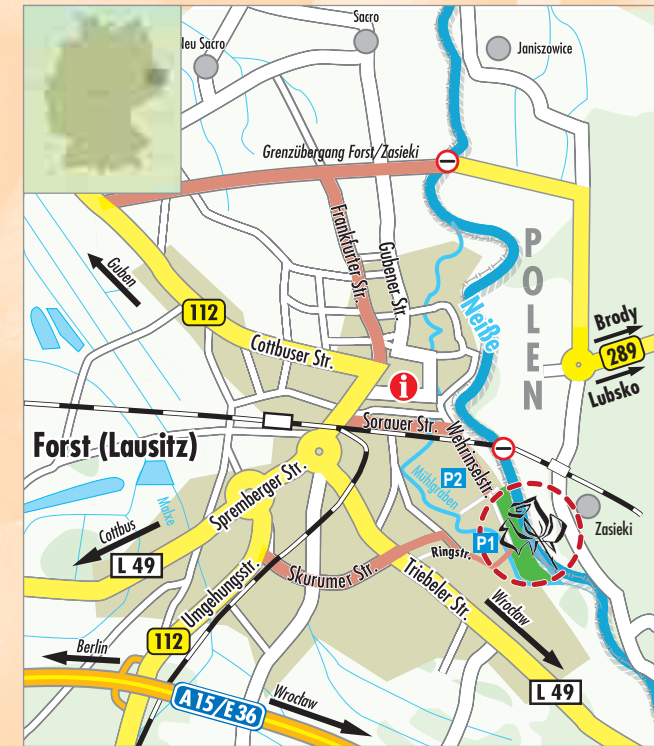 Sacro
Neu Sacro
Janiszowice
Grenzübergang Forst/Zasieki
Frankfurter Str.
Gubener Str.
POLEN
Guben
112
Neiße
Brody
289
Lubsko
Cottbuser Str.
i
Sorauer Str.
Wehrinselstr.
Forst (Lausitz)
P2
Mühlgraben
Spremberger Str.
Malxe
Cottbus
L 49
Zasieki
P1
Ringstr.
Skurumer Str.
Triebeler Str.
Umgehungsstr.
Wrocław
112
Berlin
L 49
A 15/E 36
Wrocław